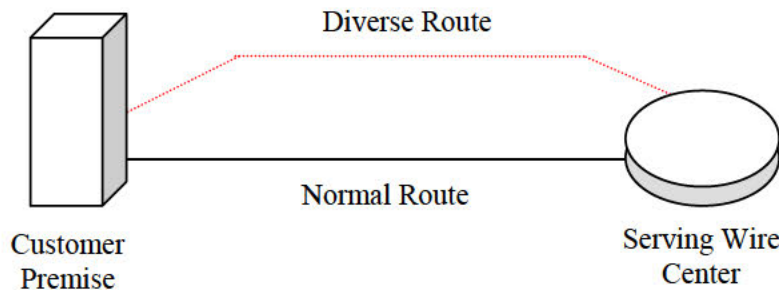 Diverse Route
Normal Route
Customer
Premise
Serving Wire
Center